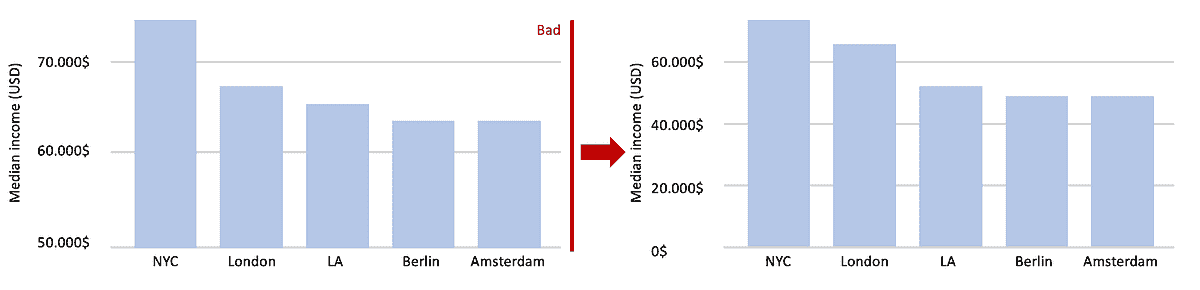 Median income (USD)
70.000$
60.000$
50.000$
NYC London LA Berlin Amsterdam
Bad
Median income (USD)
60.000$
40.000$
20.000$
0$
NYC London LA Berlin Amsterdam